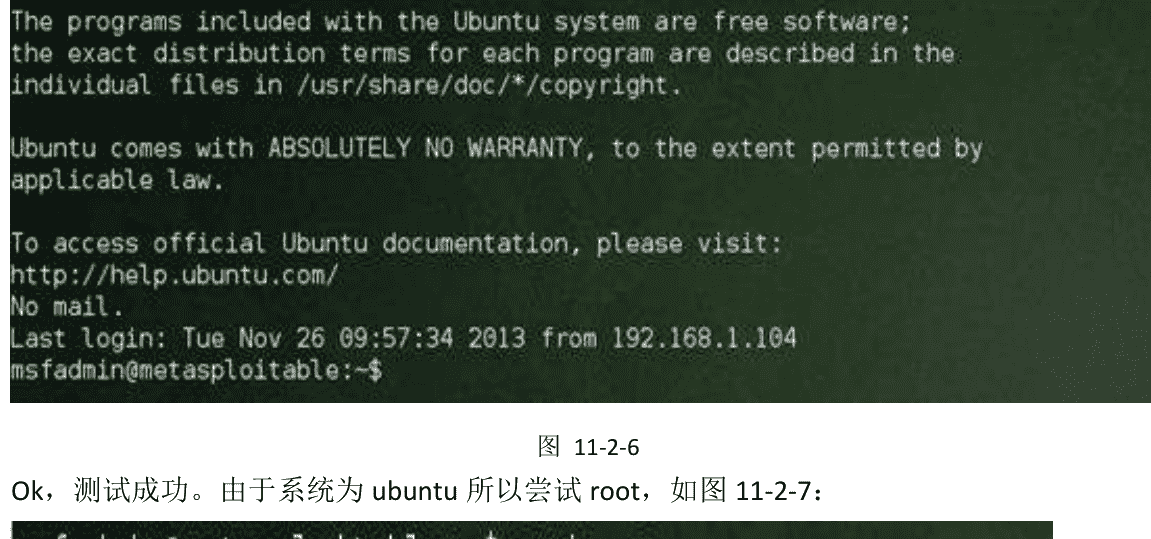 The programs included with the Ubuntu system are free software;
the exact distribution terms for each program are described in the
individual files in /usr/share/doc/*/copyright.
Ubuntu comes with ABSOLUTELY NO WARRANTY, to the extent permitted by
applicable law.
To access official Ubuntu documentation, please visit:
http://help.ubuntu.com/
No mail.
Last login: Tue Nov 26 09:57:34 2013 from 192.168.1.104
msfadmin@metasploitable:~$
图 11-2-6
Ok，测试成功。由于系统为 ubuntu 所以尝试 root，如图 11-2-7：